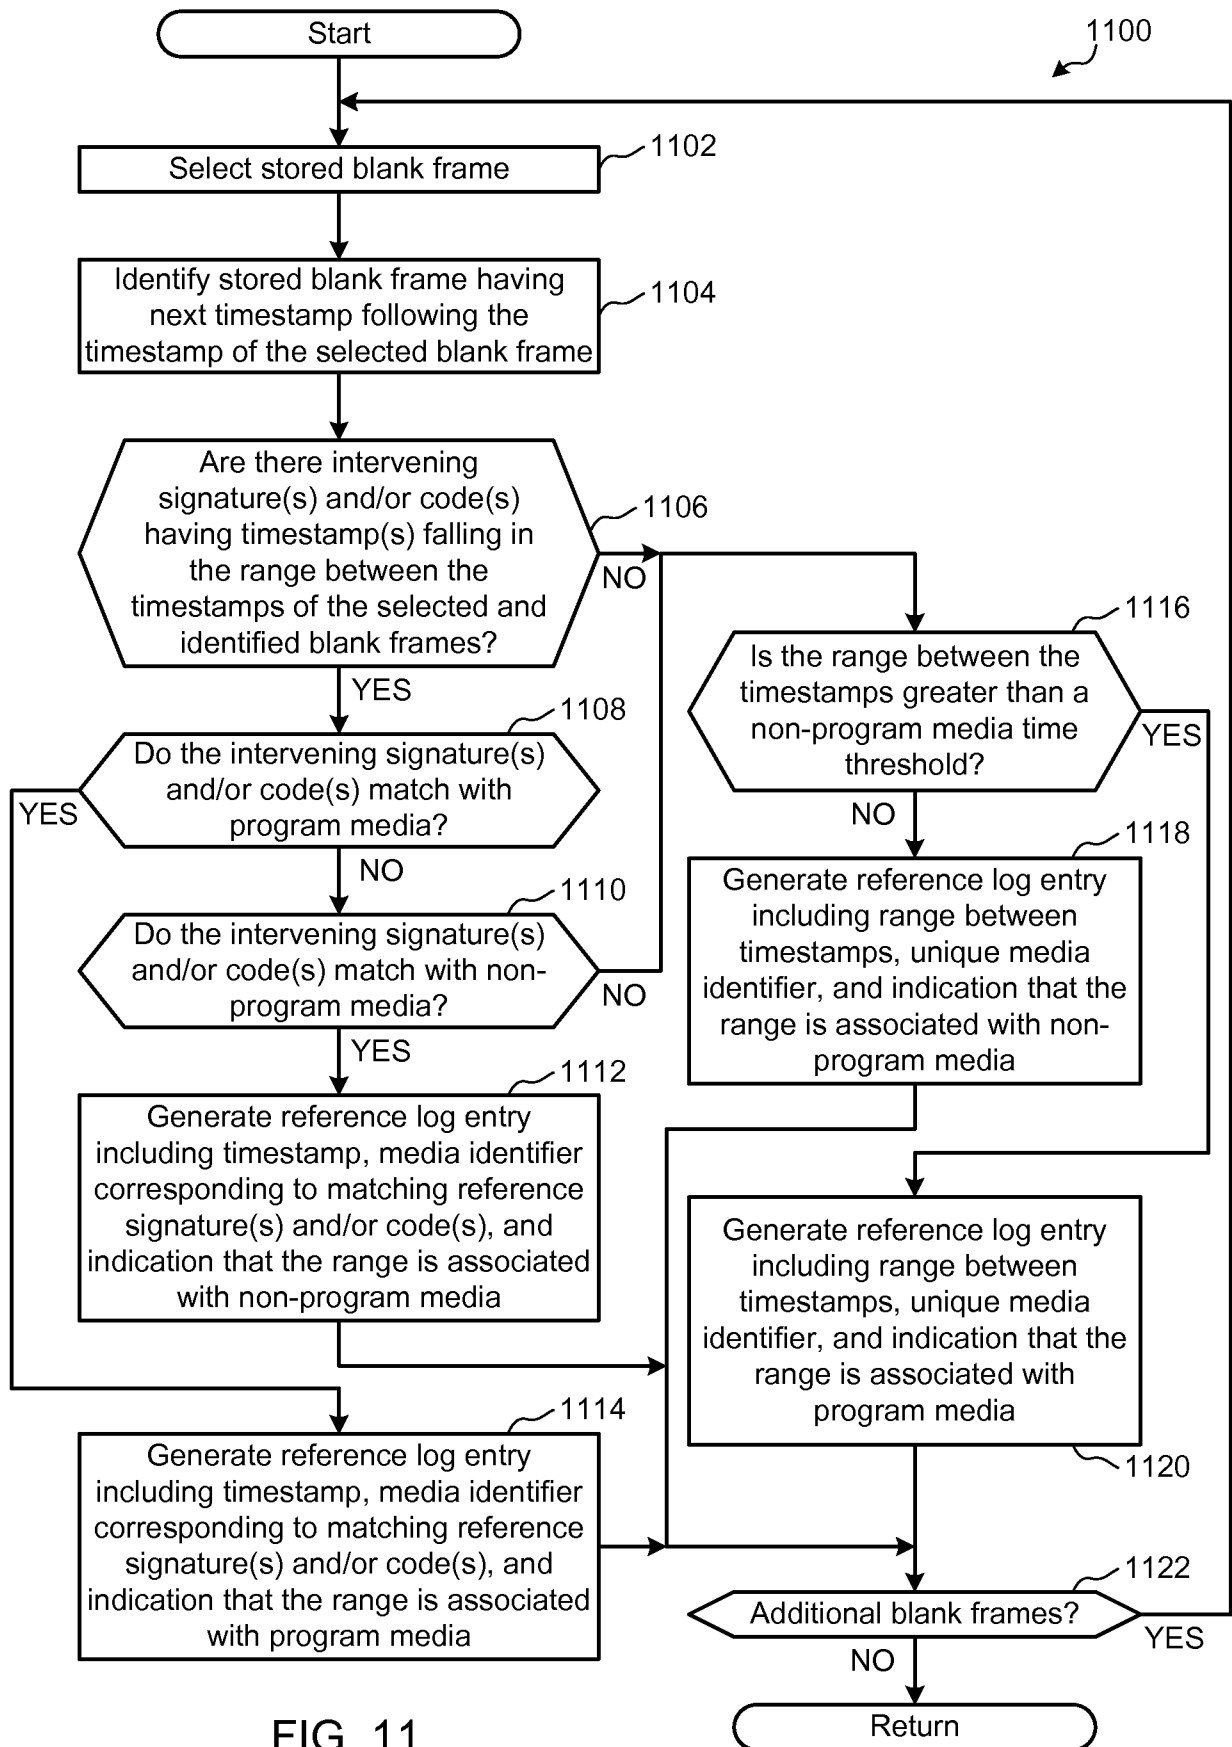 Start
1100
Select stored blank frame
1102
Identify stored blank frame having
next timestamp following the
timestamp of the selected blank frame
1104
Are there intervening
signature(s) and/or code(s)
having timestamp(s) falling in
the range between the
timestamps of the selected and
identified blank frames?
1106
NO
YES
1108
Do the intervening signature(s)
and/or code(s) match with
program media?
YES
NO
1110
Do the intervening signature(s)
and/or code(s) match with non-
program media?
NO
YES
1112
Generate reference log entry
including timestamp, media identifier
corresponding to matching reference
signature(s) and/or code(s), and
indication that the range is associated
with non-program media
1114
Generate reference log entry
including timestamp, media identifier
corresponding to matching reference
signature(s) and/or code(s), and
indication that the range is associated
with program media
1116
Is the range between the
timestamps greater than a
non-program media time
threshold?
YES
NO
1118
Generate reference log entry
including range between
timestamps, unique media
identifier, and indication that the
range is associated with non-
program media
Generate reference log entry
including range between
timestamps, unique media
identifier, and indication that the
range is associated with
program media
1120
1122
Additional blank frames?
YES
NO
Return
FIG. 11